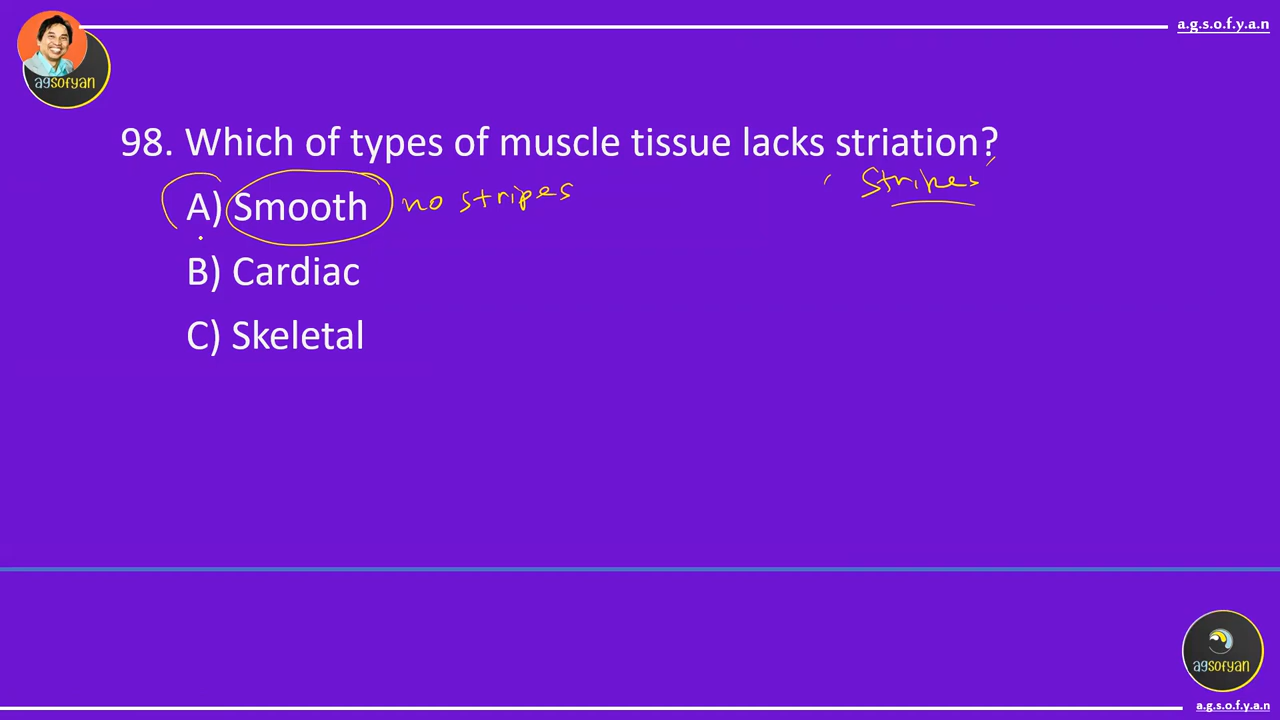 a.g.s.o.f.y.a.n
agsofyan
98. Which of types of muscle tissue lacks striation?
Stripes
A) Smooth no stripes
B) Cardiac
C) Skeletal
agsofyan
a.g.s.o.f.y.a.n